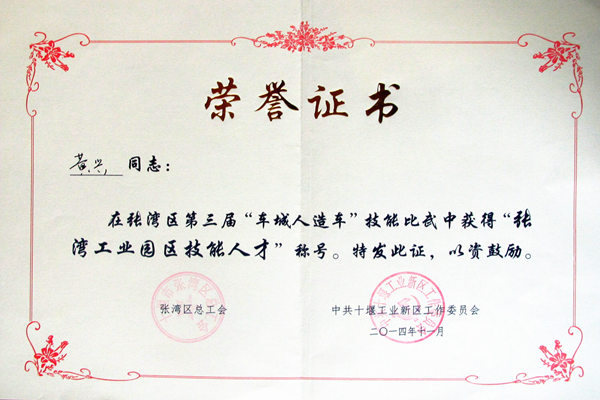 荣誉证书
黄兴 同志：
在张湾区第三届“车城人造车”技能比武中获得“张
湾工业园区技能人才”称号。特发此证，以资鼓励。
张湾区总工会
中共十堰工业新区工作委员会
二〇一四年十一月